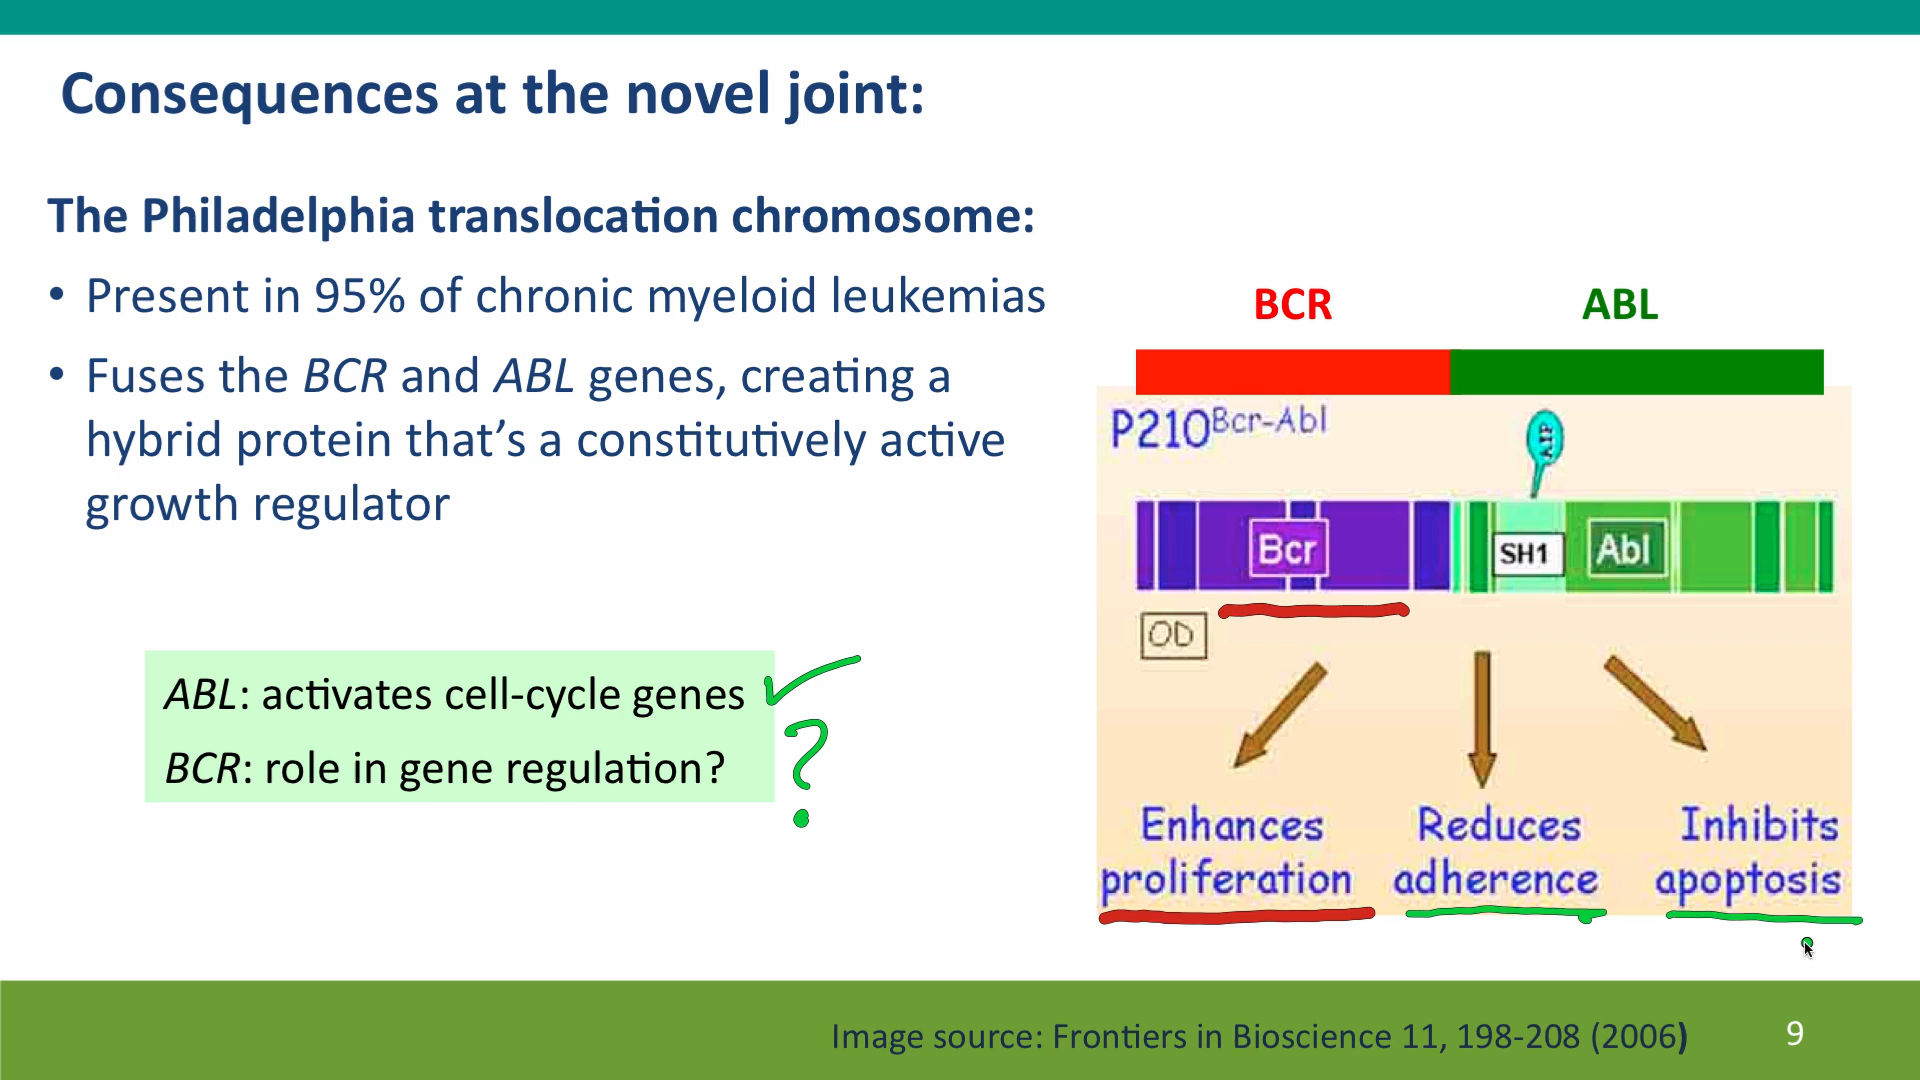 Consequences at the novel joint:
The Philadelphia translocation chromosome:
• Present in 95% of chronic myeloid leukemias
• Fuses the BCR and ABL genes, creating a
hybrid protein that’s a constitutively active
growth regulator
ABL: activates cell-cycle genes
BCR: role in gene regulation?
?
BCR ABL
P210Bcr-Abl
ATP
Bcr SH1 Abl
OD
Enhances
proliferation
Reduces
adherence
Inhibits
apoptosis
Image source: Frontiers in Bioscience 11, 198-208 (2006)
9